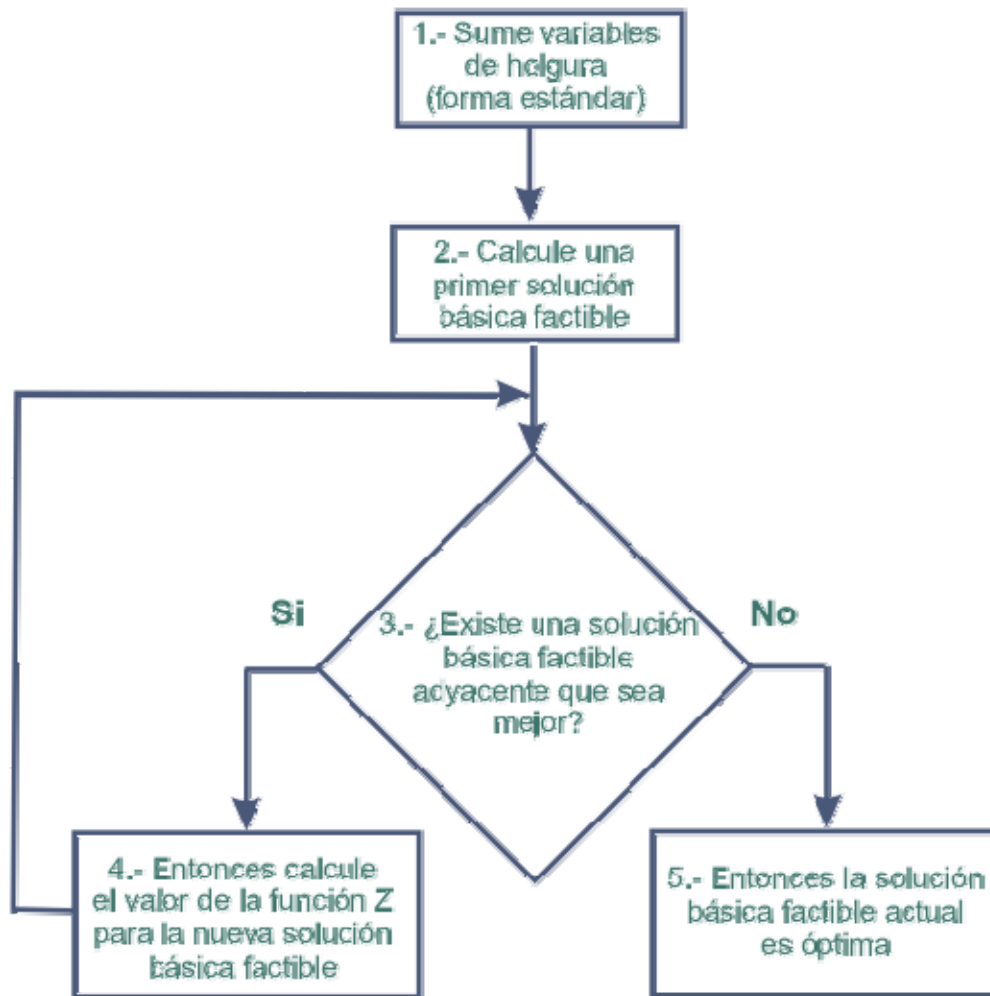 1.- Sume variables
de holgura
(forma estándar)
2.- Calcule una
primer solución
básica factible
Si
No
3.- ¿Existe una solución
básica factible
adyacente que sea
mejor?
4.- Entonces calcule
el valor de la función Z
para la nueva solución
básica factible
5.- Entonces la solución
básica factible actual
es óptima